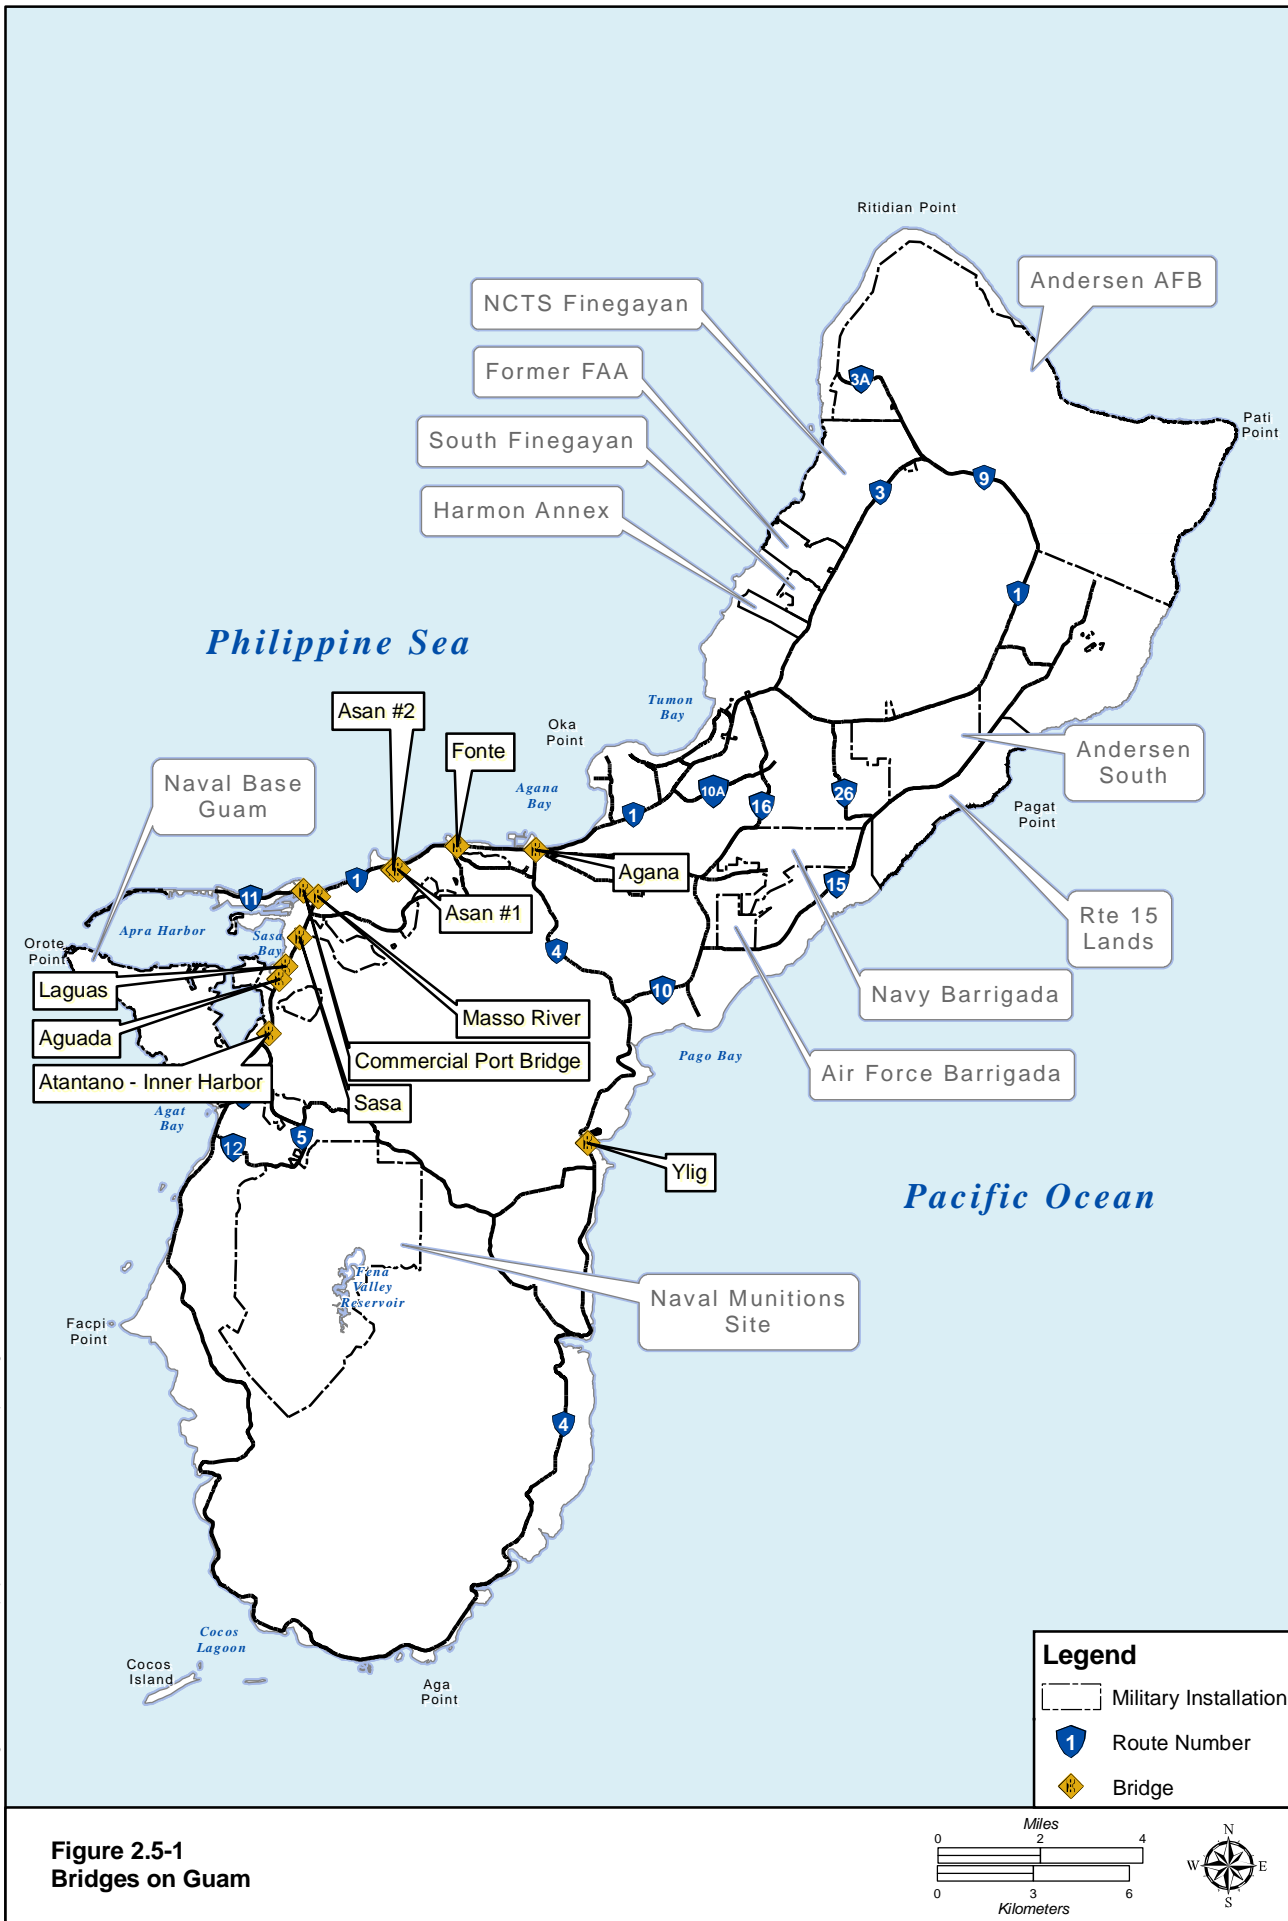 Ritidian Point
Andersen AFB
NCTS Finegayan
Former FAA
3A
Pati
Point
South Finegayan
9
3
Harmon Annex
1
Philippine Sea
Tumon
Bay
Asan #2
Oka
Point
Fonte
Andersen
South
Naval Base
Guam
Agana
Bay
10A
16
26
1
Pagat
Point
Agana
1
15
11
Asan #1
Rte 15
Lands
Apra Harbor
Sasa
Bay
Orote
Point
4
Laguas
10
Navy Barrigada
Masso River
Aguada
Pago Bay
Commercial Port Bridge
Air Force Barrigada
Atantano - Inner Harbor
Sasa
Agat
Bay
5
12
Ylig
Pacific Ocean
Fena
Valley
Reservoir
Naval Munitions
Site
Facpi
Point
4
Cocos
Lagoon
Cocos
Island
Aga
Point
Legend
Military Installation
1 Route Number
Bridge
Figure 2.5-1
Bridges on Guam
Miles
0 2 4
0 3 6
Kilometers
N
W E
S